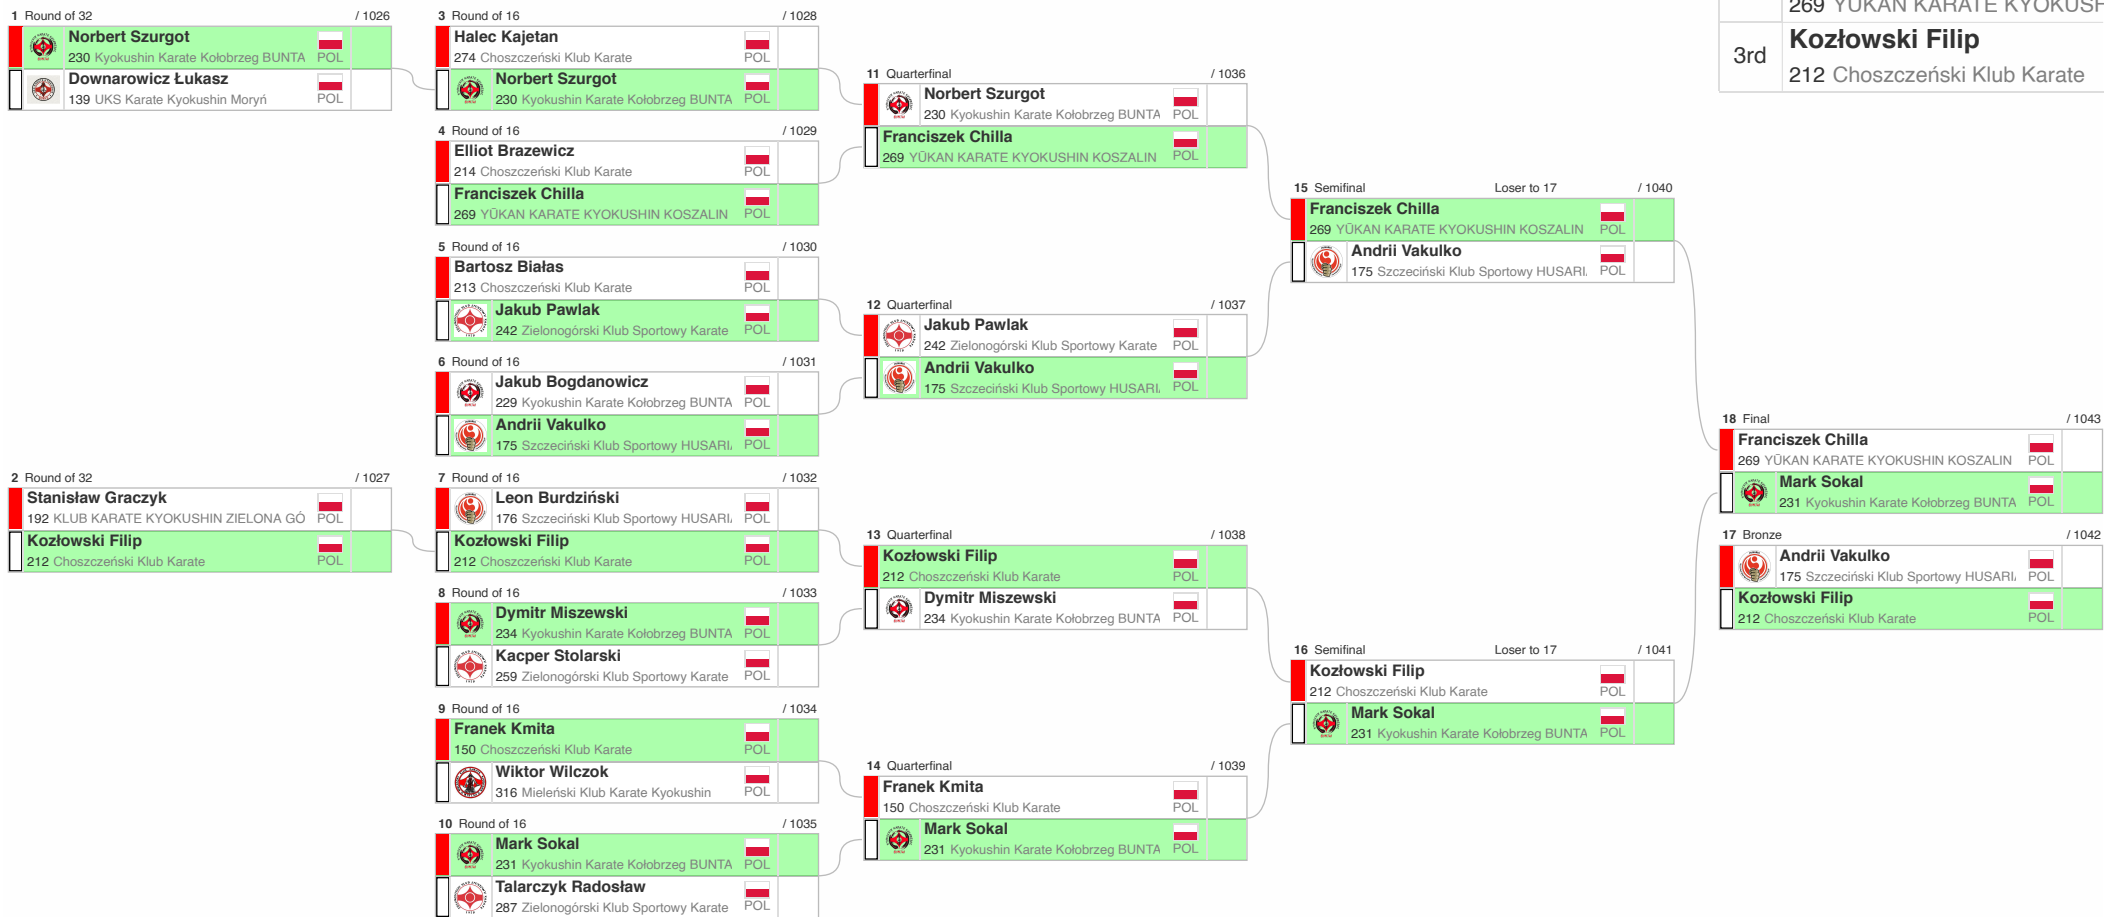 269 YŪKAN KARATE KYOKUSH
3rd
Kozłowski Filip
212 Choszczeński Klub Karate
1 Round of 32 / 1026
Norbert Szurgot
230 Kyokushin Karate Kołobrzeg BUNTA POL
Downarowicz Łukasz
139 UKS Karate Kyokushin Moryń POL
2 Round of 32 / 1027
Stanisław Graczyk
192 KLUB KARATE KYOKUSHIN ZIELONA GÓ POL
Kozłowski Filip
212 Choszczeński Klub Karate POL
3 Round of 16 / 1028
Halec Kajetan
274 Choszczeński Klub Karate POL
Norbert Szurgot
230 Kyokushin Karate Kołobrzeg BUNTA POL
4 Round of 16 / 1029
Elliot Brazewicz
214 Choszczeński Klub Karate POL
Franciszek Chilla
269 YŪKAN KARATE KYOKUSHIN KOSZALIN POL
5 Round of 16 / 1030
Bartosz Białas
213 Choszczeński Klub Karate POL
Jakub Pawlak
242 Zielonogórski Klub Sportowy Karate POL
6 Round of 16 / 1031
Jakub Bogdanowicz
229 Kyokushin Karate Kołobrzeg BUNTA POL
Andrii Vakulko
175 Szczeciński Klub Sportowy HUSARI POL
7 Round of 16 / 1032
Leon Burdziński
176 Szczeciński Klub Sportowy HUSARI POL
Kozłowski Filip
212 Choszczeński Klub Karate POL
8 Round of 16 / 1033
Dymitr Miszewski
234 Kyokushin Karate Kołobrzeg BUNTA POL
Kacper Stolarski
259 Zielonogórski Klub Sportowy Karate POL
9 Round of 16 / 1034
Franek Kmita
150 Choszczeński Klub Karate POL
Wiktor Wilczok
316 Mieleński Klub Karate Kyokushin POL
10 Round of 16 / 1035
Mark Sokal
231 Kyokushin Karate Kołobrzeg BUNTA POL
Talarczyk Radosław
287 Zielonogórski Klub Sportowy Karate POL
11 Quarterfinal / 1036
Norbert Szurgot
230 Kyokushin Karate Kołobrzeg BUNTA POL
Franciszek Chilla
269 YŪKAN KARATE KYOKUSHIN KOSZALIN POL
12 Quarterfinal / 1037
Jakub Pawlak
242 Zielonogórski Klub Sportowy Karate POL
Andrii Vakulko
175 Szczeciński Klub Sportowy HUSARI POL
13 Quarterfinal / 1038
Kozłowski Filip
212 Choszczeński Klub Karate POL
Dymitr Miszewski
234 Kyokushin Karate Kołobrzeg BUNTA POL
14 Quarterfinal / 1039
Franek Kmita
150 Choszczeński Klub Karate POL
Mark Sokal
231 Kyokushin Karate Kołobrzeg BUNTA POL
15 Semifinal Loser to 17 / 1040
Franciszek Chilla
269 YŪKAN KARATE KYOKUSHIN KOSZALIN POL
Andrii Vakulko
175 Szczeciński Klub Sportowy HUSARI POL
16 Semifinal Loser to 17 / 1041
Kozłowski Filip
212 Choszczeński Klub Karate POL
Mark Sokal
231 Kyokushin Karate Kołobrzeg BUNTA POL
18 Final / 1043
Franciszek Chilla
269 YŪKAN KARATE KYOKUSHIN KOSZALIN POL
Mark Sokal
231 Kyokushin Karate Kołobrzeg BUNTA POL
17 Bronze / 1042
Andrii Vakulko
175 Szczeciński Klub Sportowy HUSARI POL
Kozłowski Filip
212 Choszczeński Klub Karate POL